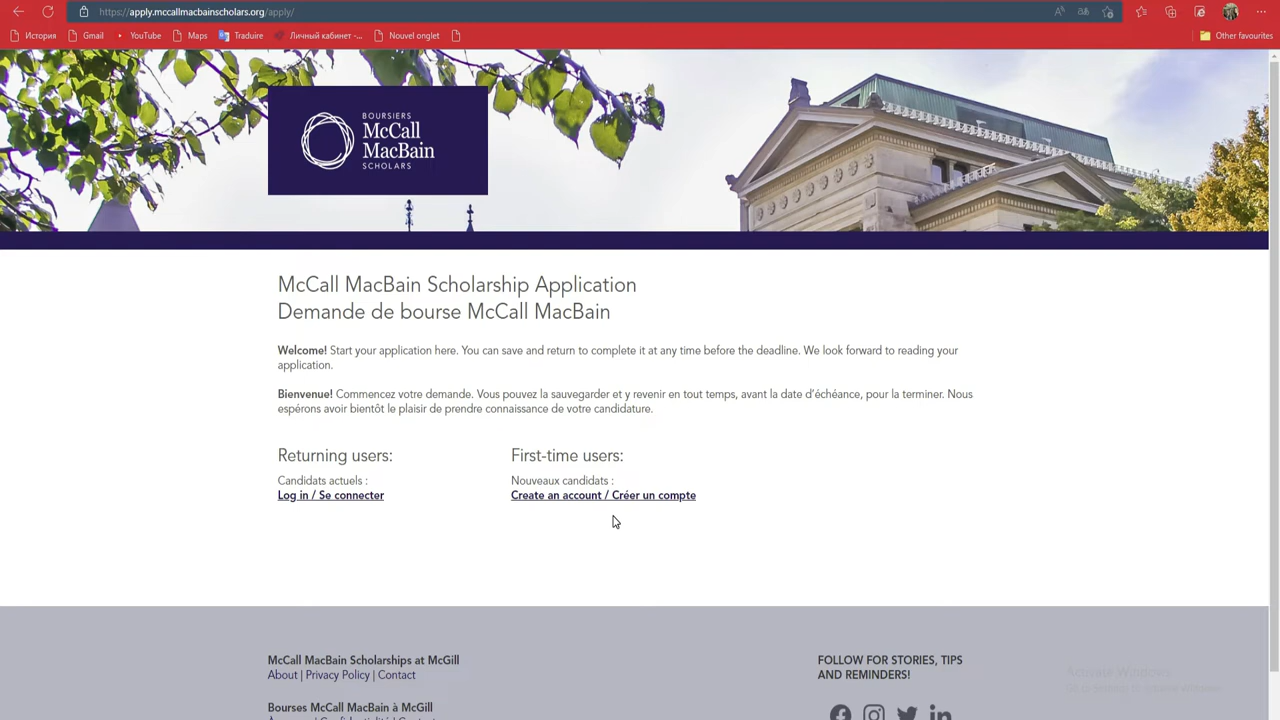 https://apply.mccallmacbainscholars.org/apply/
История Gmail YouTube Maps Traduire Личный кабинет -... Nouvel onglet Other favourites
BOURSIERS
McCall
MacBain
SCHOLARS
McCall MacBain Scholarship Application
Demande de bourse McCall MacBain
Welcome! Start your application here. You can save and return to complete it at any time before the deadline. We look forward to reading your
application.
Bienvenue! Commencez votre demande. Vous pouvez la sauvegarder et y revenir en tout temps, avant la date d'échéance, pour la terminer. Nous
espérons avoir bientôt le plaisir de prendre connaissance de votre candidature.
Returning users:
Candidats actuels :
Log in / Se connecter
First-time users:
Nouveaux candidats :
Create an account / Créer un compte
McCall MacBain Scholarships at McGill
About | Privacy Policy | Contact
Bourses McCall MacBain à McGill
FOLLOW FOR STORIES, TIPS
AND REMINDERS!
Activate Windows